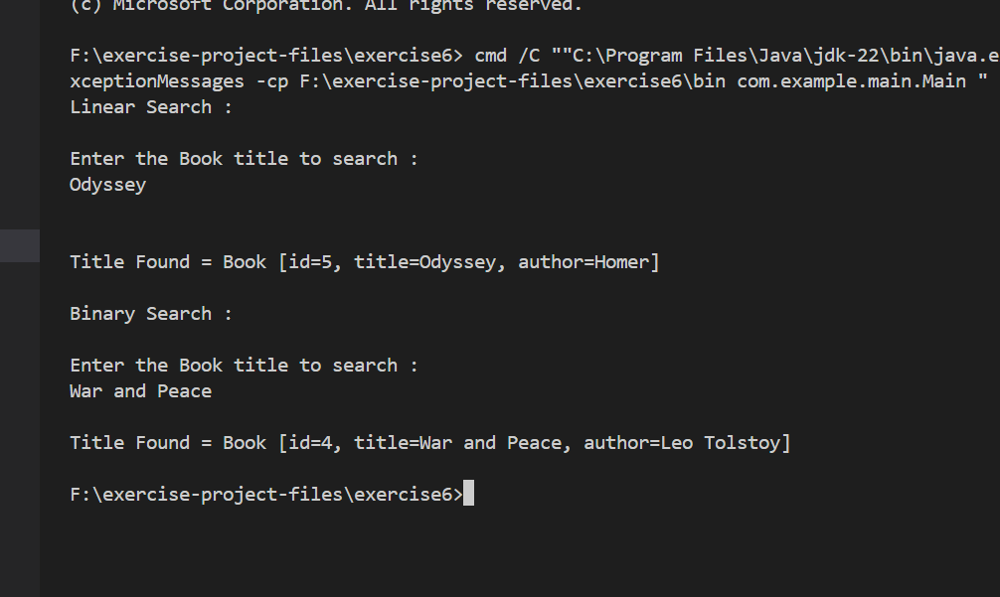 (c) Microsoft Corporation. All rights reserved.
F:\exercise-project-files\exercise6> cmd /C ""C:\Program Files\Java\jdk-22\bin\java.e
xceptionMessages -cp F:\exercise-project-files\exercise6\bin com.example.main.Main "
Linear Search :
Enter the Book title to search :
Odyssey
Title Found = Book [id=5, title=Odyssey, author=Homer]
Binary Search :
Enter the Book title to search :
War and Peace
Title Found = Book [id=4, title=War and Peace, author=Leo Tolstoy]
F:\exercise-project-files\exercise6>